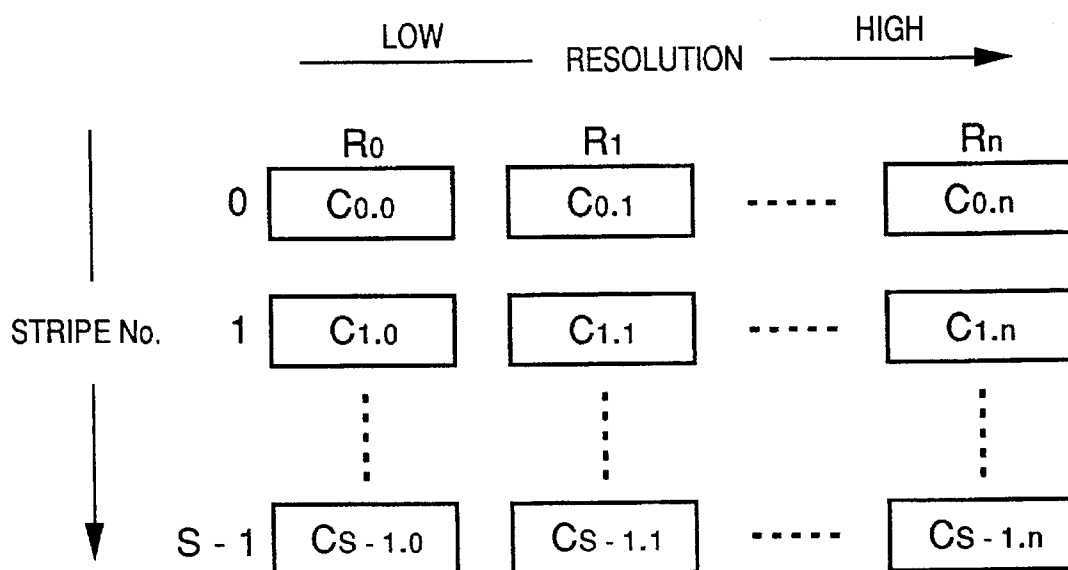 LOW RESOLUTION HIGH
R0 R1 Rn
0 C0.0 C0.1 C0.n
STRIPE No. 1 C1.0 C1.1 C1.n
S - 1 CS - 1.0 CS - 1.1 CS - 1.n